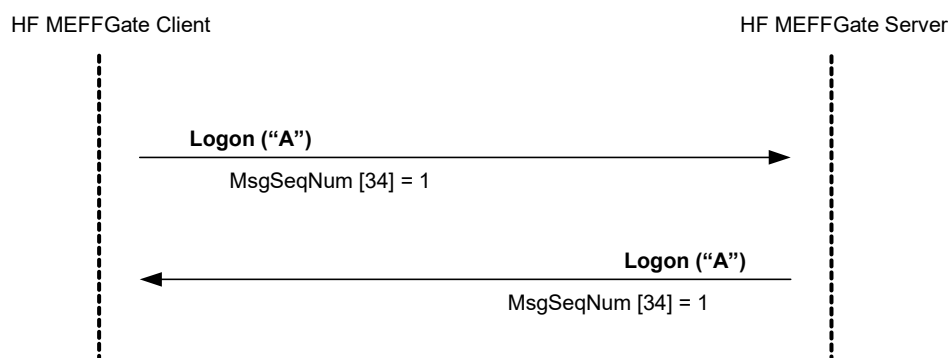 HF MEFFGate Client
HF MEFFGate Server
Logon (“A”)
MsgSeqNum [34] = 1
Logon (“A”)
MsgSeqNum [34] = 1